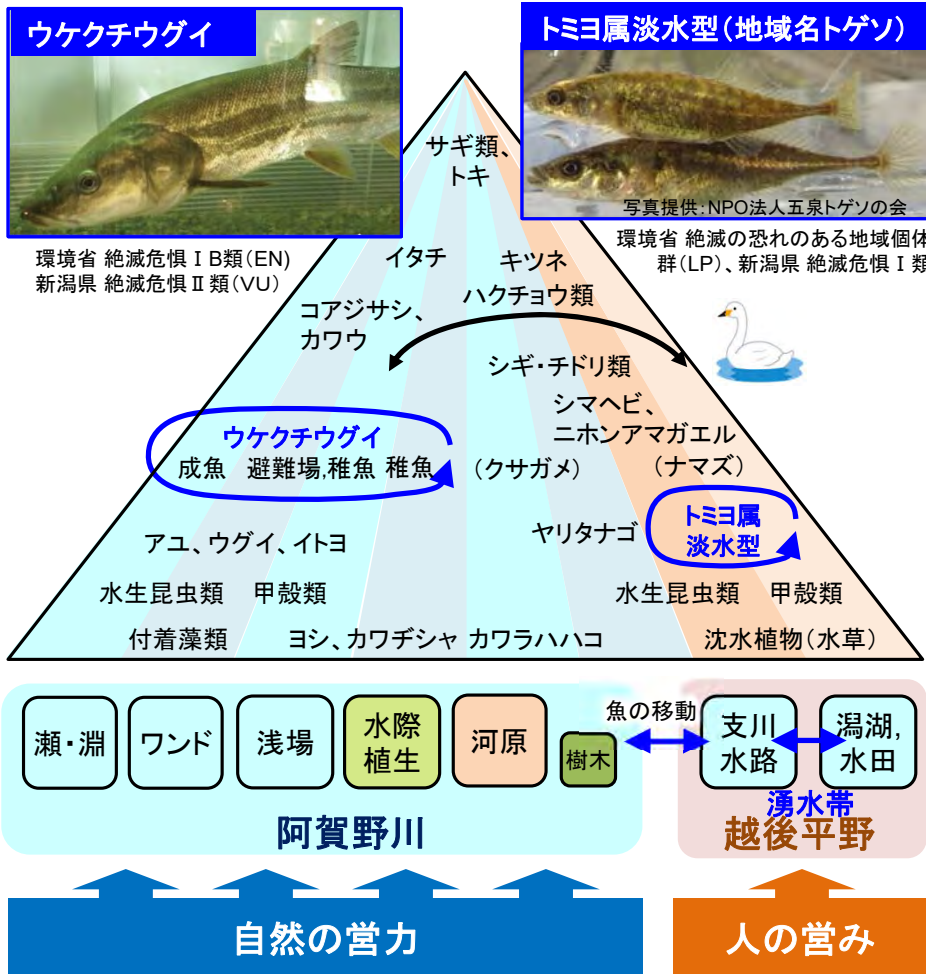 ウケクチウグイ
トミヨ属淡水型(地域名トゲソ)
写真提供:NPO法人五泉トゲソの会
環境省 絶滅危惧ⅠB類(EN)
新潟県 絶滅危惧Ⅱ類(VU)
環境省 絶滅の恐れのある地域個体
群(LP)、新潟県 絶滅危惧Ⅰ類
サギ類、
トキ
イタチ
キツネ
ハクチョウ類
コアジサシ、
カワウ
シギ・チドリ類
シマヘビ、
ニホンアマガエル
ウケクチウグイ
成魚 避難場,稚魚 稚魚
(クサガメ)
(ナマズ)
ヤリタナゴ
トミヨ属
淡水型
アユ、ウグイ、イトヨ
水生昆虫類 甲殻類
水生昆虫類 甲殻類
付着藻類
ヨシ、カワヂシャ カワラハハコ
沈水植物(水草)
瀬・淵
ワンド
浅場
水際
植生
河原
樹木
魚の移動
支川
水路
潟湖,
水田
湧水帯
阿賀野川
越後平野
自然の営力
人の営み